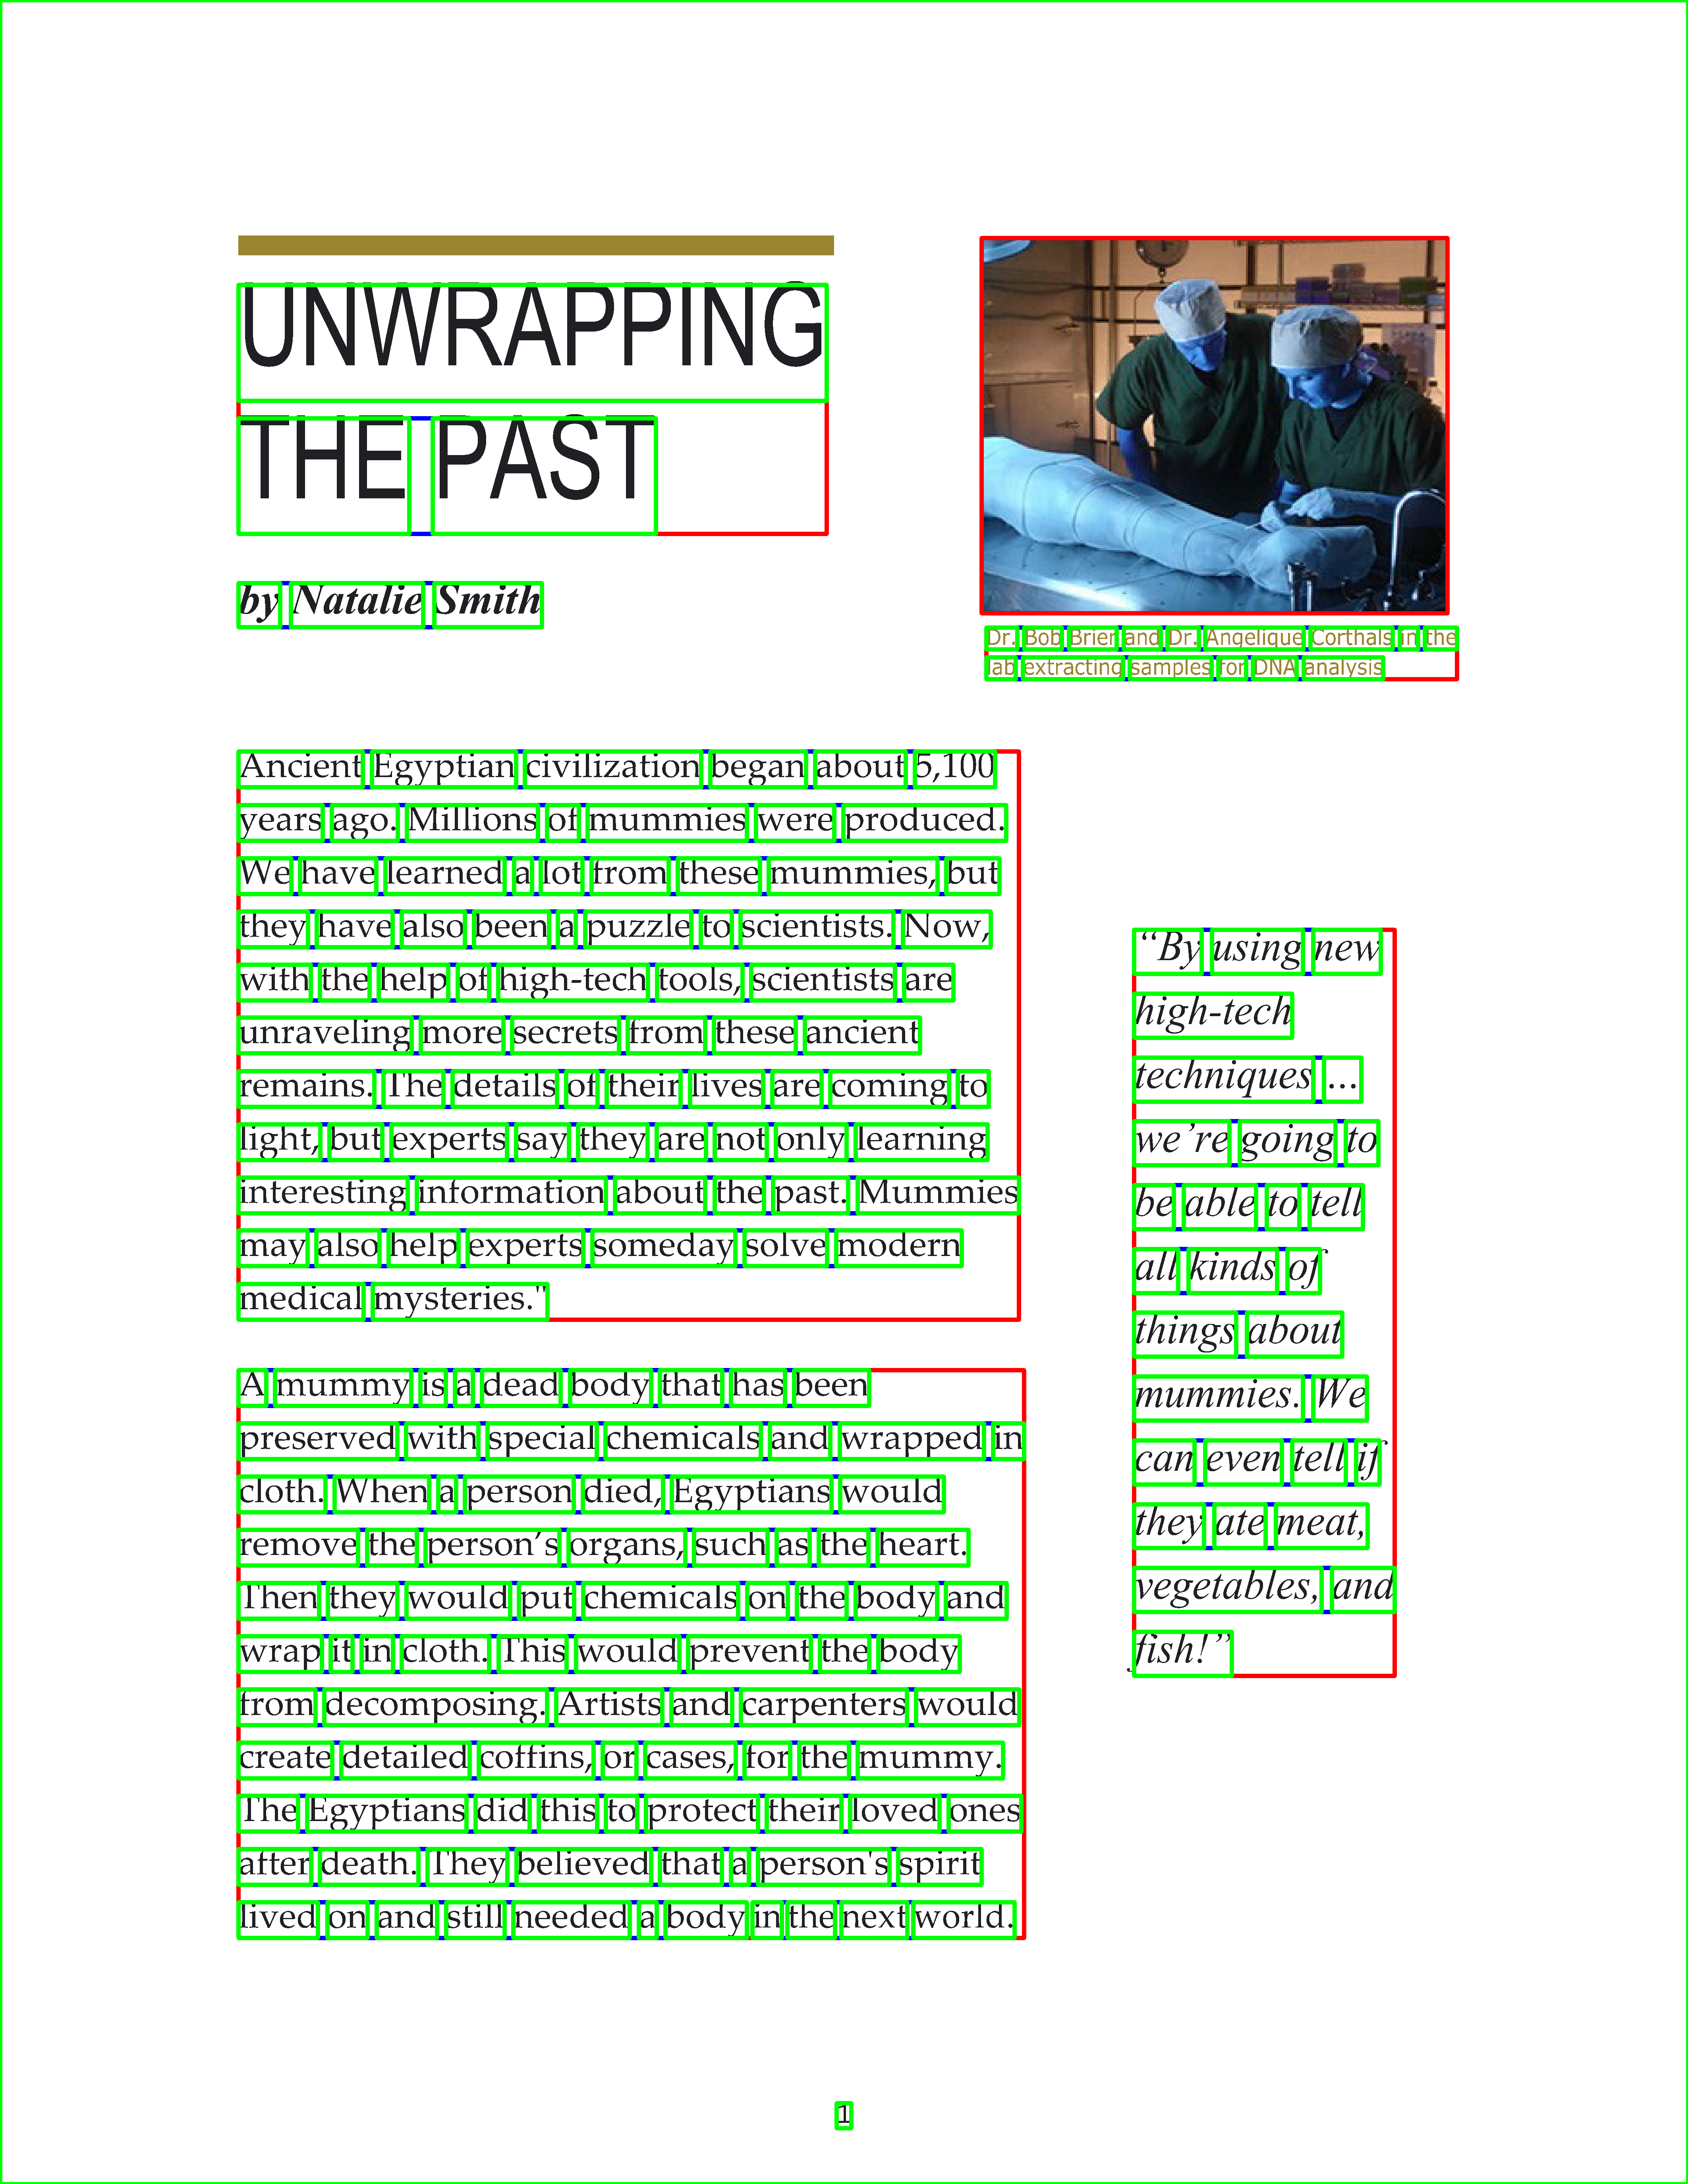 UNWRAPPING
THE PAST
by Natalie Smith
Dr. Bob Brier and Dr. Angelique Corthals in the
lab extracting samples for DNA analysis
Ancient Egyptian civilization began about 5,100
years ago. Millions of mummies were produced.
We have learned a lot from these mummies, but
they have also been a puzzle to scientists. Now,
with the help of high-tech tools, scientists are
unraveling more secrets from these ancient
remains. The details of their lives are coming to
light, but experts say they are not only learning
interesting information about the past. Mummies
may also help experts someday solve modern
medical mysteries."
A mummy is a dead body that has been
preserved with special chemicals and wrapped in
cloth. When a person died, Egyptians would
remove the person’s organs, such as the heart.
Then they would put chemicals on the body and
wrap it in cloth. This would prevent the body
from decomposing. Artists and carpenters would
create detailed coffins, or cases, for the mummy.
The Egyptians did this to protect their loved ones
after death. They believed that a person's spirit
lived on and still needed a body in the next world.
“By using new
high-tech
techniques ...
we’re going to
be able to tell
all kinds of
things about
mummies. We
can even tell if
they ate meat,
vegetables, and
fish!”
1